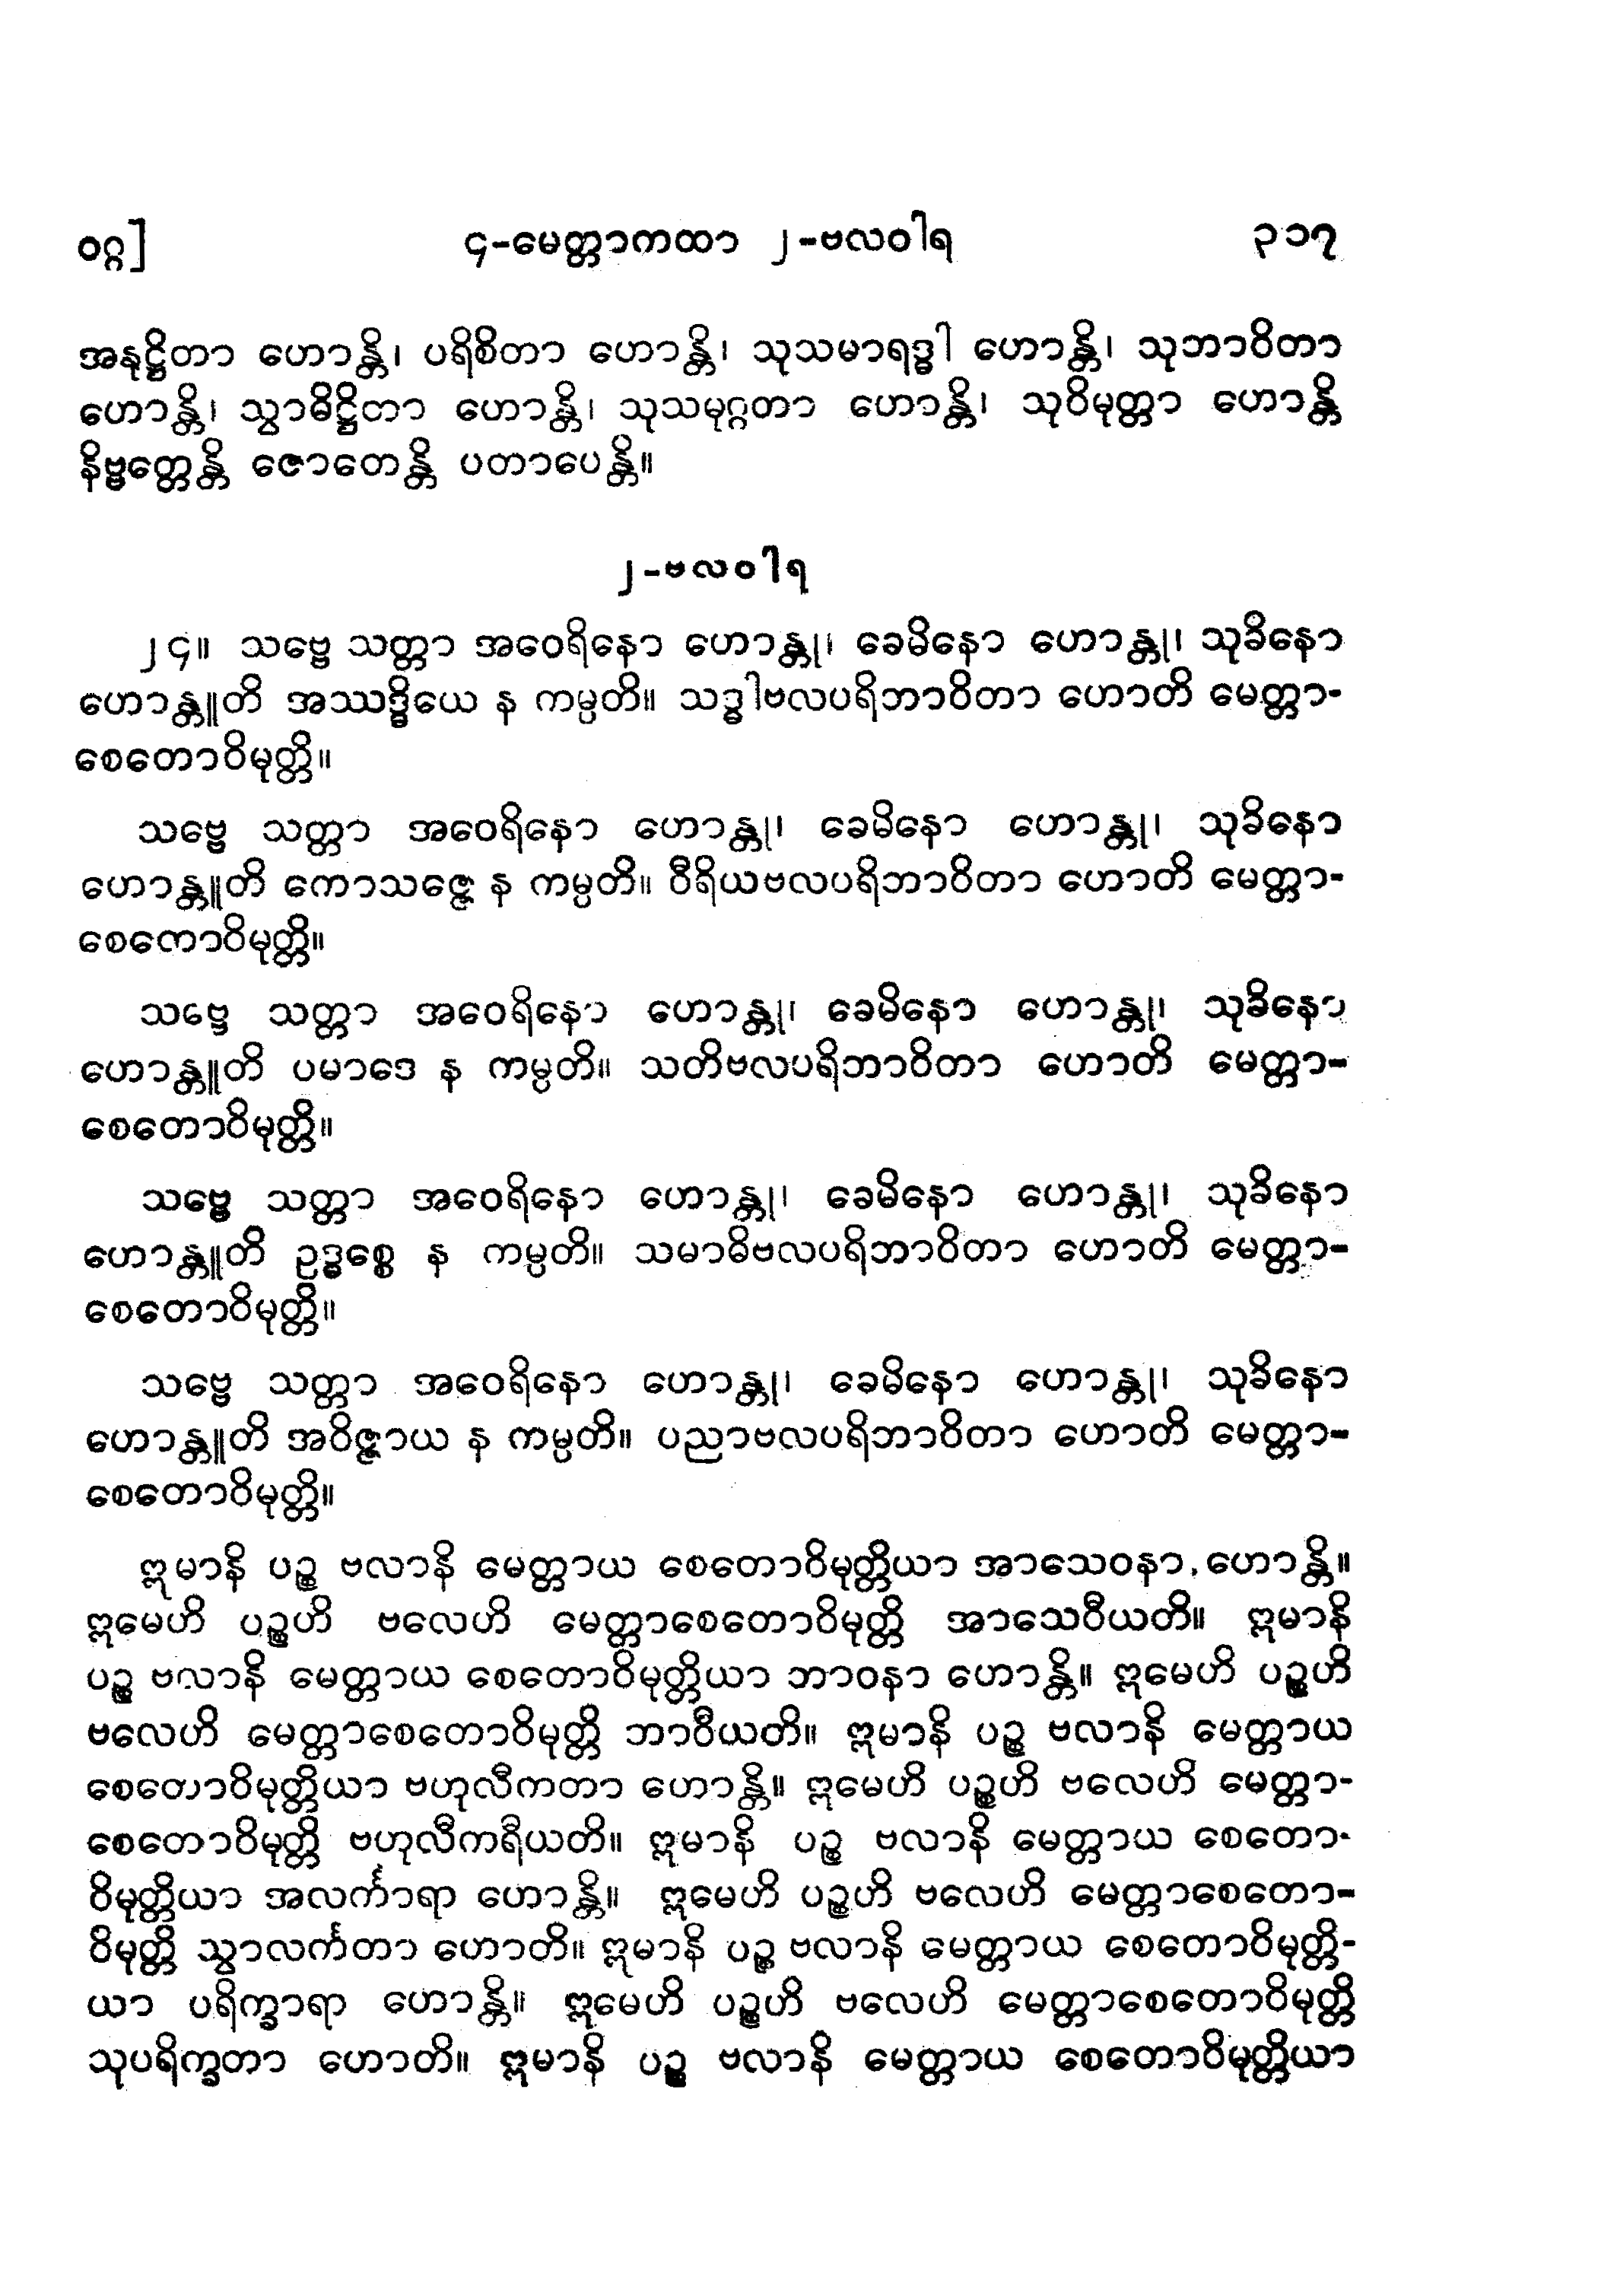 ဝဂ္ဂ] ၄-မေတ္တာကထာ ၂-ဗလဝါရ ၃၁၇
အနုဋ္ဌိတာ ဟောန္တိ၊ ပရိစိတာ ဟောန္တိ၊ သုသမာရဒ္ဓါ ဟောန္တိ၊ သုဘာဝိတာ
ဟောန္တိ၊ သွာဓိဋ္ဌိတာ ဟောန္တိ၊ သုသမုဂ္ဂတာ ဟောန္တိ၊ သုဝိမုတ္တာ ဟောန္တိ
နိဗ္ဗတ္တေန္တိ ဇောတေန္တိ ပတာပေန္တိ။
၂-ဗလဝါရ
၂၄။ သဗ္ဗေ သတ္တာ အဝေရိနော ဟောန္တု၊ ခေမိနော ဟောန္တု၊ သုခိနော
ဟောန္တူတိ အဿဒ္ဓိယေ န ကမ္ပတိ။ သဒ္ဓါဗလပရိဘာဝိတာ ဟောတိ မေတ္တာ-
စေတောဝိမုတ္တိ။
သဗ္ဗေ သတ္တာ အဝေရိနော ဟောန္တု၊ ခေမိနော ဟောန္တု၊ သုခိနော
ဟောန္တူတိ ကောသဇ္ဇေ န ကမ္ပတိ။ ဝီရိယဗလပရိဘာဝိတာ ဟောတိ မေတ္တာ-
စေတောဝိမုတ္တိ။
သဗ္ဗေ သတ္တာ အဝေရိနော ဟောန္တု၊ ခေမိနော ဟောန္တု၊ သုခိနော
ဟောန္တူတိ ပမာဒေ န ကမ္ပတိ။ သတိဗလပရိဘာဝိတာ ဟောတိ မေတ္တာ-
စေတောဝိမုတ္တိ။
သဗ္ဗေ သတ္တာ အဝေရိနော ဟောန္တု၊ ခေမိနော ဟောန္တု၊ သုခိနော
ဟောန္တူတိ ဥဒ္ဓစ္စေ န ကမ္ပတိ။ သမာဓိဗလပရိဘာဝိတာ ဟောတိ မေတ္တာ-
စေတောဝိမုတ္တိ။
သဗ္ဗေ သတ္တာ အဝေရိနော ဟောန္တု၊ ခေမိနော ဟောန္တု၊ သုခိနော
ဟောန္တူတိ အဝိဇ္ဇာယ န ကမ္ပတိ။ ပညာဗလပရိဘာဝိတာ ဟောတိ မေတ္တာ-
စေတောဝိမုတ္တိ။
ဣမာနိ ပဉ္စ ဗလာနိ မေတ္တာယ စေတောဝိမုတ္တိယာ အာသေဝနာ ဟောန္တိ။
ဣမေဟိ ပဉ္စဟိ ဗလေဟိ မေတ္တာစေတောဝိမုတ္တိ အာသေဝီယတိ။ ဣမာနိ
ပဉ္စ ဗလာနိ မေတ္တာယ စေတောဝိမုတ္တိယာ ဘာဝနာ ဟောန္တိ။ ဣမေဟိ ပဉ္စဟိ
ဗလေဟိ မေတ္တာစေတောဝိမုတ္တိ ဘာဝီယတိ။ ဣမာနိ ပဉ္စ ဗလာနိ မေတ္တာယ
စေတောဝိမုတ္တိယာ ဗဟုလီကတာ ဟောန္တိ။ ဣမေဟိ ပဉ္စဟိ ဗလေဟိ မေတ္တာ-
စေတောဝိမုတ္တိ ဗဟုလီကရီယတိ။ ဣမာနိ ပဉ္စ ဗလာနိ မေတ္တာယ စေတော-
ဝိမုတ္တိယာ အလင်္ကာရာ ဟောန္တိ။ ဣမေဟိ ပဉ္စဟိ ဗလေဟိ မေတ္တာစေတော-
ဝိမုတ္တိ သွာလင်္ကတာ ဟောတိ။ ဣမာနိ ပဉ္စ ဗလာနိ မေတ္တာယ စေတောဝိမုတ္တိ-
ယာ ပရိက္ခာရာ ဟောန္တိ။ ဣမေဟိ ပဉ္စဟိ ဗလေဟိ မေတ္တာစေတောဝိမုတ္တိ
သုပရိက္ခတာ ဟောတိ။ ဣမာနိ ပဉ္စ ဗလာနိ မေတ္တာယ စေတောဝိမုတ္တိယာ